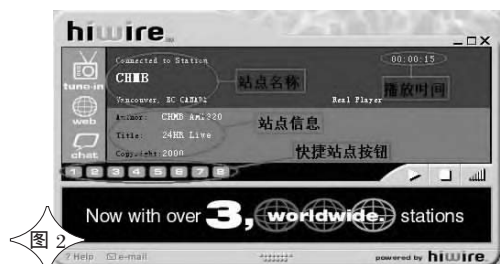 hiwire
Connected to Station
CHMB
站点名称
00:00:15
播放时间
tune-in
Vancouver, BC CANADA
Real Player
web
Author: CHMB Am1320
站点信息
Title: 24HR Live
chat
Copyright 2000
快捷站点按钮
1 2 3 4 5 6 7 8
Now with over 3, worldwide. stations
图 2
? Help e-mail
powered by hiwire